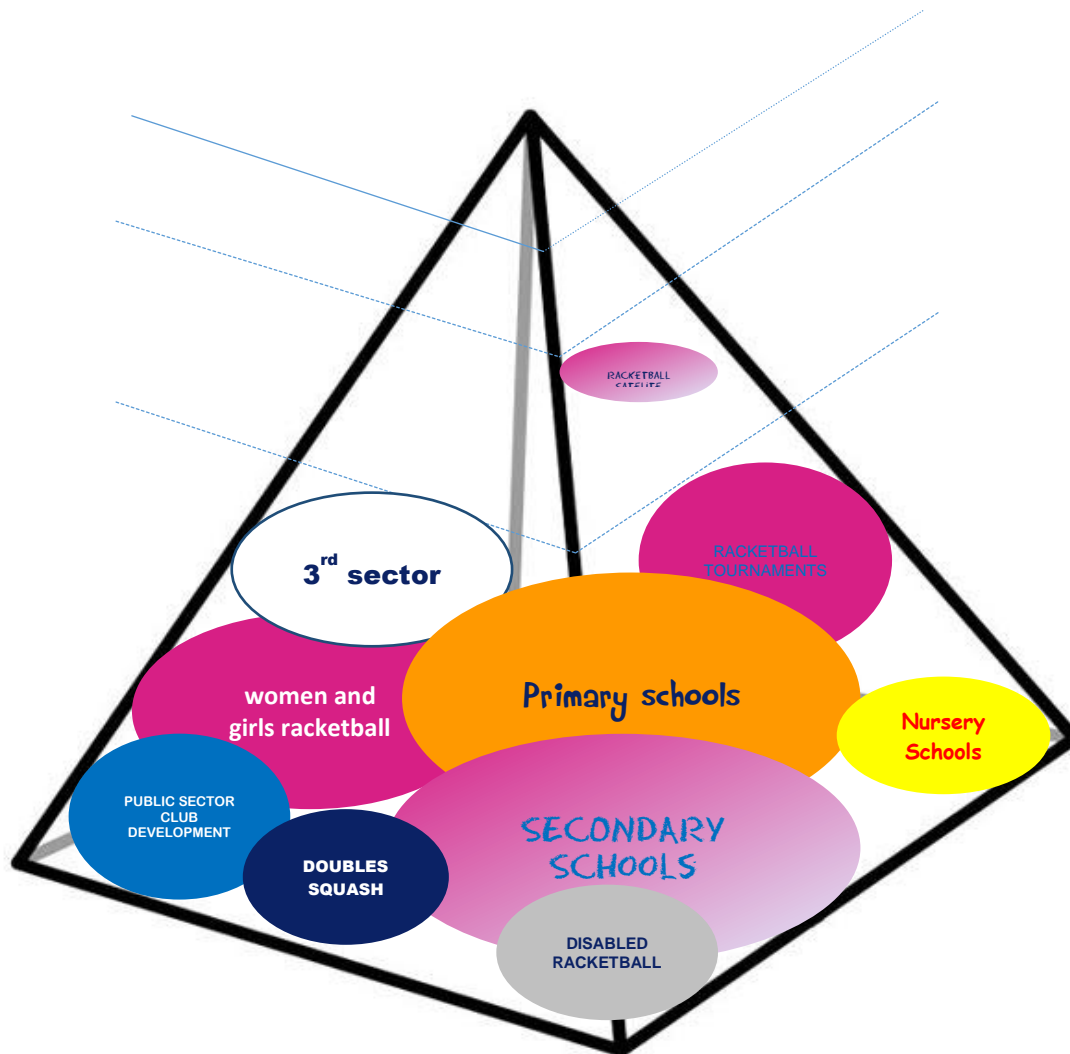 RACKETBALL
SATELITE
RACKETBALL
TOURNAMENTS
3rd sector
women and
girls racketball
Primary schools
Nursery
Schools
PUBLIC SECTOR
CLUB
DEVELOPMENT
SECONDARY
SCHOOLS
DOUBLES
SQUASH
DISABLED
RACKETBALL